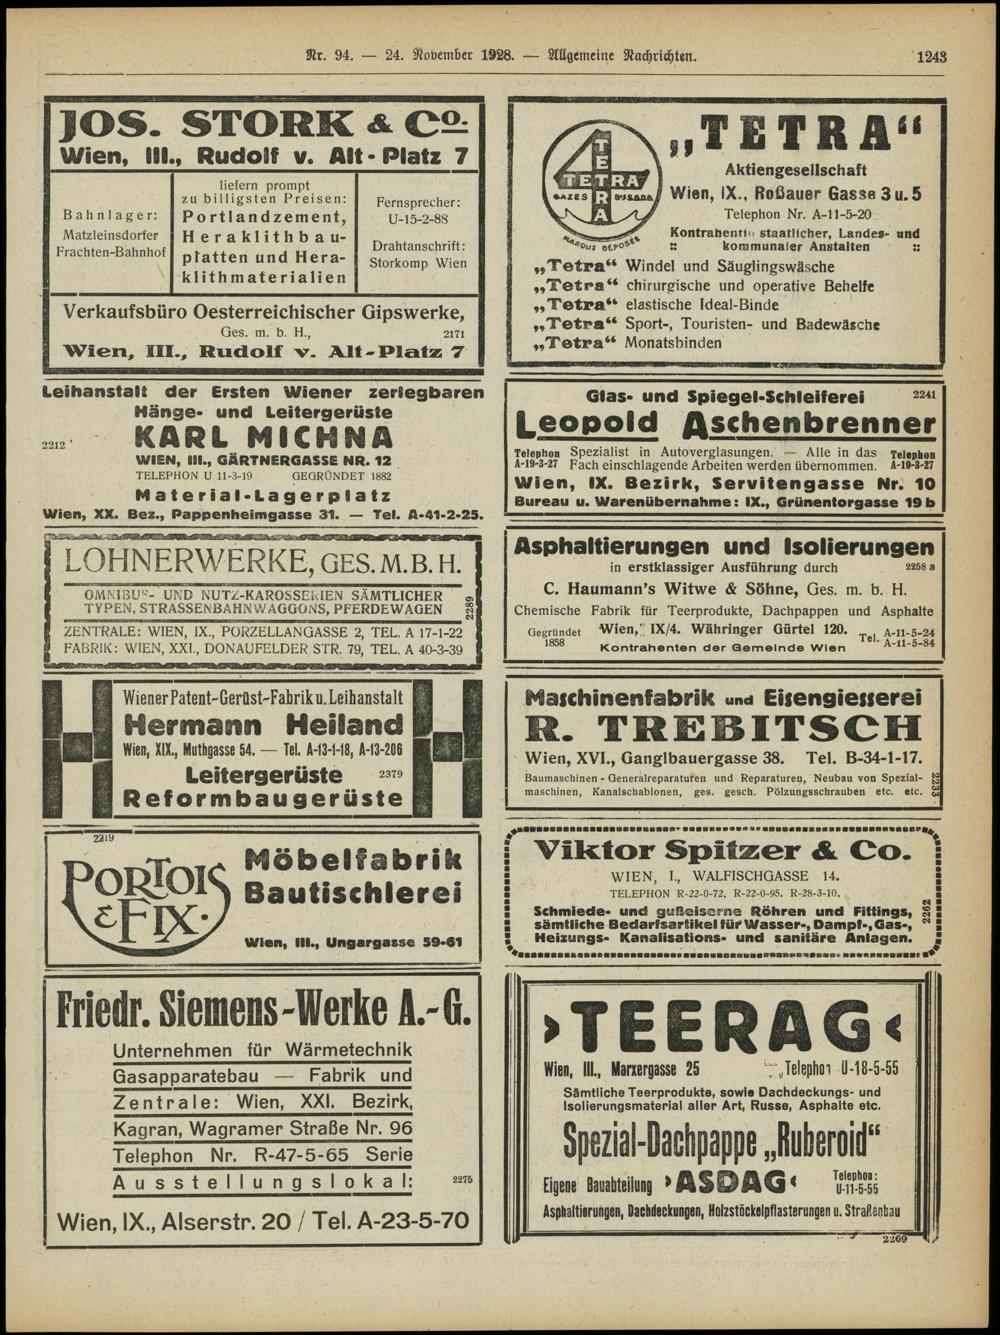 Nr. 94. — 24. November 1928. — Allgemeine Nachrichten. 1243
JOS. STORK & Co.
Wien, III., Rudolf v. Alt-Platz 7
Bahnlager:
Matzleinsdorfer
Frachten-Bahnhof
liefern prompt
zu billigsten Preisen:
Portlandzement,
Heraklithbau-
platten und Hera-
klithmaterialien
Fernsprecher:
U-15-2-88
Drahtanschrift:
Storkomp Wien
Verkaufsbüro Oesterreichischer Gipswerke,
Ges. m. b. H., 2171
Wien, III., Rudolf v. Alt-Platz 7
Leihanstalt der Ersten Wiener zerlegbaren
Hänge- und Leitergerüste
KARL MICHNA
2212
WIEN, III., GÄRTNERGASSE NR. 12
TELEPHON U 11-3-19 GEGRÜNDET 1882
Material-Lagerplatz
Wien, XX. Bez., Pappenheimgasse 31. — Tel. A-41-2-25.
LOHNERWERKE, GES. M. B. H.
OMNIBUS- UND NUTZ-KAROSSERIEN SÄMTLICHER
TYPEN, STRASSENBAHNWAGGONS, PFERDEWAGEN
2289
ZENTRALE: WIEN, IX., PORZELLANGASSE 2, TEL. A 17-1-22
FABRIK: WIEN, XXI., DONAUFELDER STR. 79, TEL. A 40-3-39
Wiener Patent-Gerüst-Fabrik u. Leihanstalt
Hermann Heiland
Wien, XIX., Muthgasse 54. — Tel. A-13-1-18, A-13-206
Leitergerüste 2379
Reformbaugerüste
2219
PORTOIS
& FIX.
Möbelfabrik
Bautischlerei
Wien, III., Ungargasse 59-61
Friedr. Siemens-Werke A.-G.
Unternehmen für Wärmetechnik
Gasapparatebau — Fabrik und
Zentrale: Wien, XXI. Bezirk,
Kagran, Wagramer Straße Nr. 96
Telephon Nr. R-47-5-65 Serie
Ausstellungslokal: 2275
Wien, IX., Alserstr. 20 / Tel. A-23-5-70
TETRA
TETRA
GAZES
MARQUE DEPOSÉE
„TETRA“
Aktiengesellschaft
Wien, IX., Roßauer Gasse 3 u. 5
Telephon Nr. A-11-5-20
Kontrahentin staatlicher, Landes- und
:: kommunaler Anstalten ::
„Tetra“ Windel und Säuglingswäsche
„Tetra“ chirurgische und operative Behelfe
„Tetra“ elastische Ideal-Binde
„Tetra“ Sport-, Touristen- und Badewäsche
„Tetra“ Monatsbinden
Glas- und Spiegel-Schleiferei 2241
Leopold Aschenbrenner
Telephon
A-19-3-27
Spezialist in Autoverglasungen. — Alle in das
Fach einschlagende Arbeiten werden übernommen.
Telephon
A-19-3-27
Wien, IX. Bezirk, Servitengasse Nr. 10
Bureau u. Warenübernahme: IX., Grünentorgasse 19 b
Asphaltierungen und Isolierungen
in erstklassiger Ausführung durch 2258 a
C. Haumann's Witwe & Söhne, Ges. m. b. H.
Chemische Fabrik für Teerprodukte, Dachpappen und Asphalte
Gegründet
1858
Wien, IX/4. Währinger Gürtel 120.
Tel. A-11-5-24
A-11-5-84
Kontrahenten der Gemeinde Wien
Maschinenfabrik und Eisengiesserei
R. TREBITSCH
Wien, XVI., Ganglbauergasse 38. Tel. B-34-1-17.
Baumaschinen - Generalreparaturen und Reparaturen, Neubau von Spezial-
maschinen, Kanalschablonen, ges. gesch. Pölzungsschrauben etc. etc.
2233
Viktor Spitzer & Co.
WIEN, I., WALFISCHGASSE 14.
TELEPHON R-22-0-72, R-22-0-95, R-28-3-10.
Schmiede- und gußeiserne Röhren und Fittings,
sämtliche Bedarfsartikel für Wasser-, Dampf-, Gas-,
Heizungs- Kanalisations- und sanitäre Anlagen.
2262
›TEERAG‹
Wien, III., Marxergasse 25 Telephon U-18-5-55
Sämtliche Teerprodukte, sowie Dachdeckungs- und
Isolierungsmaterial aller Art, Russe, Asphalte etc.
Spezial-Dachpappe „Ruberoid“
Eigene Bauabteilung ›ASDAG‹ Telephon:
U-11-5-55
Asphaltierungen, Dachdeckungen, Holzstöckelpflasterungen u. Straßenbau
2269